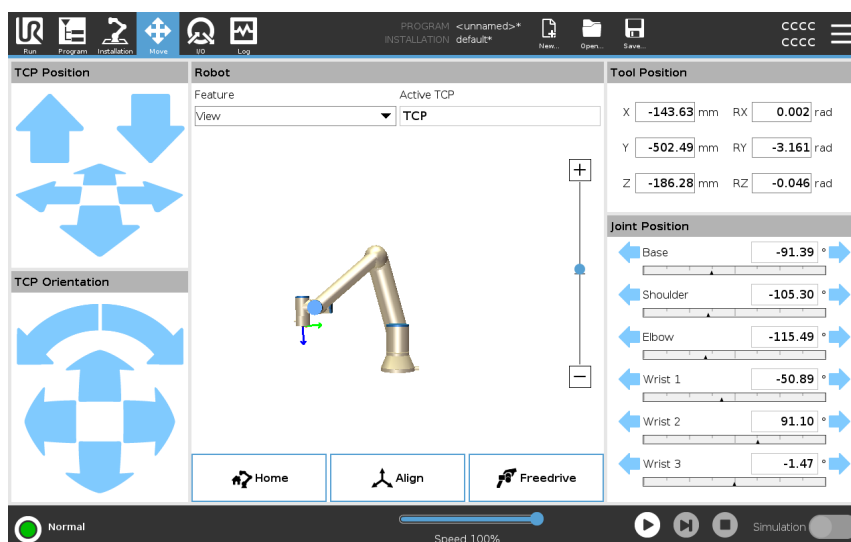 PROGRAM <unnamed>*
INSTALLATION default*
CCCC
CCCC
Run Program Installation Move I/O Log New... Open... Save...
TCP Position
Robot
Feature Active TCP
View TCP
Home Align Freedrive
TCP Orientation
Tool Position
X -143.63 mm RX 0.002 rad
Y -502.49 mm RY -3.161 rad
Z -186.28 mm RZ -0.046 rad
Joint Position
Base -91.39 °
Shoulder -105.30 °
Elbow -115.49 °
Wrist 1 -50.89 °
Wrist 2 91.10 °
Wrist 3 -1.47 °
Normal
Speed 100%
Simulation